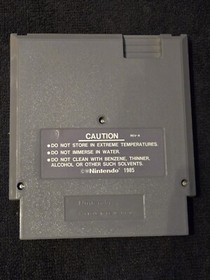 CAUTION REV-A
●DO NOT STORE IN EXTREME TEMPERATURES.
●DO NOT IMMERSE IN WATER.
●DO NOT CLEAN WITH BENZENE, THINNER,
ALCOHOL OR OTHER SUCH SOLVENTS.
©Nintendo® 1985